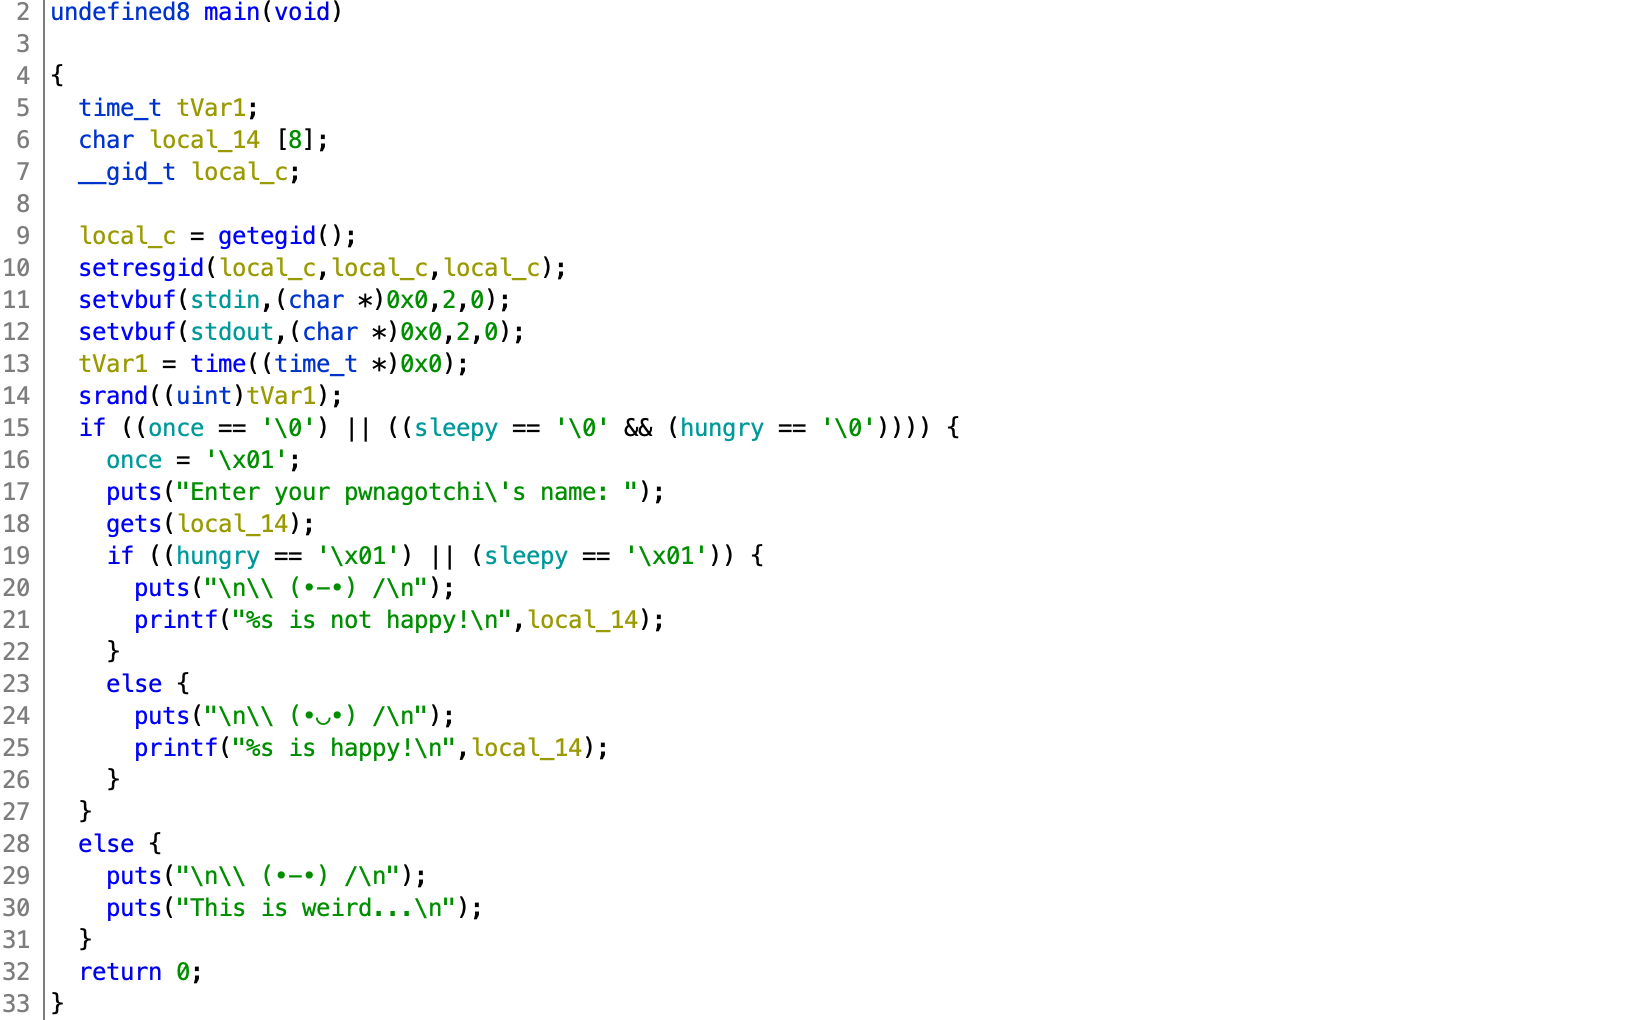 2 undefined8 main(void)
3
4 {
5 time_t tVar1;
6 char local_14 [8];
7 __gid_t local_c;
8
9 local_c = getegid();
10 setresgid(local_c,local_c,local_c);
11 setvbuf(stdin,(char *)0x0,2,0);
12 setvbuf(stdout,(char *)0x0,2,0);
13 tVar1 = time((time_t *)0x0);
14 srand((uint)tVar1);
15 if ((once == '\0') || ((sleepy == '\0' && (hungry == '\0')))) {
16 once = '\x01';
17 puts("Enter your pwnagotchi\'s name: ");
18 gets(local_14);
19 if ((hungry == '\x01') || (sleepy == '\x01')) {
20 puts("\n\\ (•-•) /\n");
21 printf("%s is not happy!\n",local_14);
22 }
23 else {
24 puts("\n\\ (•◡•) /\n");
25 printf("%s is happy!\n",local_14);
26 }
27 }
28 else {
29 puts("\n\\ (•-•) /\n");
30 puts("This is weird...\n");
31 }
32 return 0;
33 }